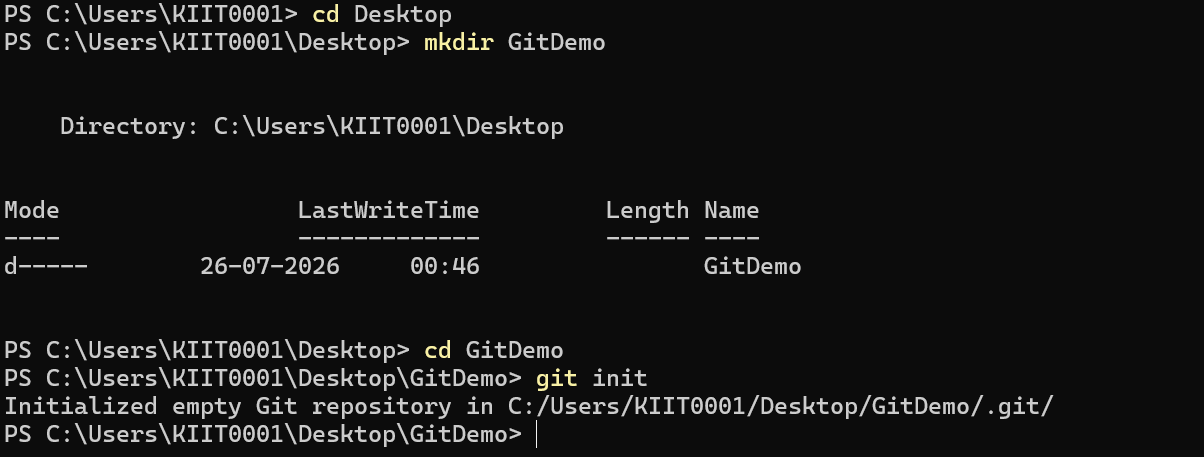 PS C:\Users\KIIT0001> cd Desktop
PS C:\Users\KIIT0001\Desktop> mkdir GitDemo
    Directory: C:\Users\KIIT0001\Desktop
Mode                 LastWriteTime         Length Name
----                 -------------         ------ ----
d-----        26-07-2026     00:46                GitDemo
PS C:\Users\KIIT0001\Desktop> cd GitDemo
PS C:\Users\KIIT0001\Desktop\GitDemo> git init
Initialized empty Git repository in C:/Users/KIIT0001/Desktop/GitDemo/.git/
PS C:\Users\KIIT0001\Desktop\GitDemo>